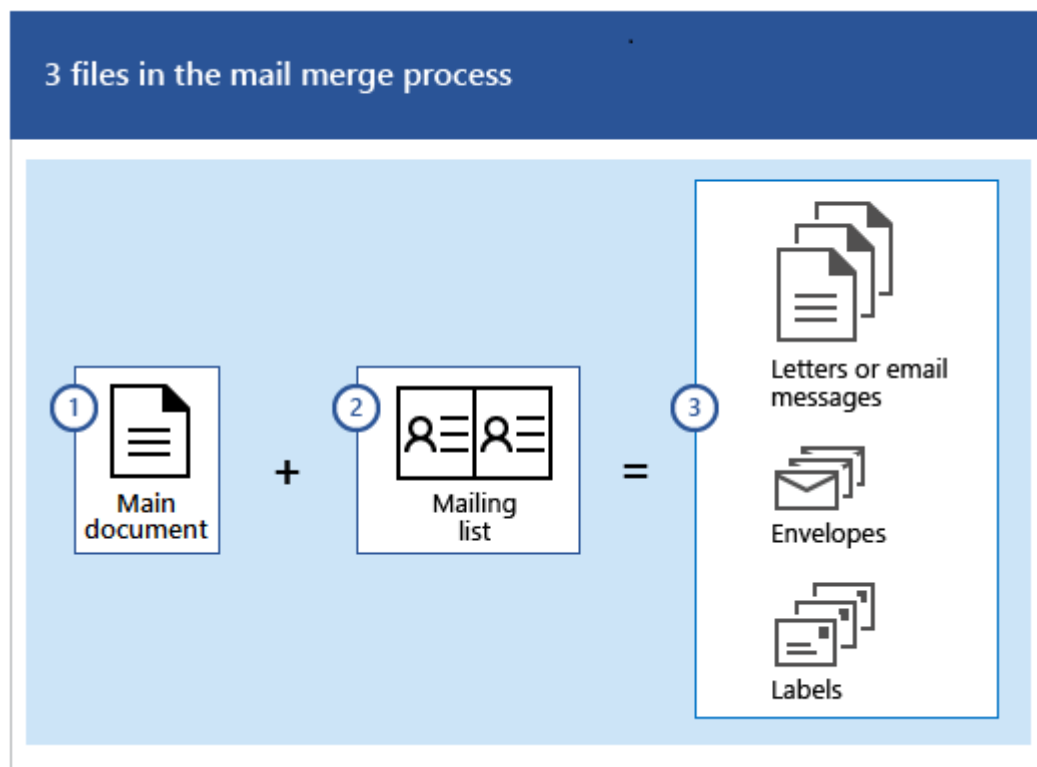 3 files in the mail merge process
1
Main
document
+
2
Mailing
list
=
3
Letters or email
messages
Envelopes
Labels